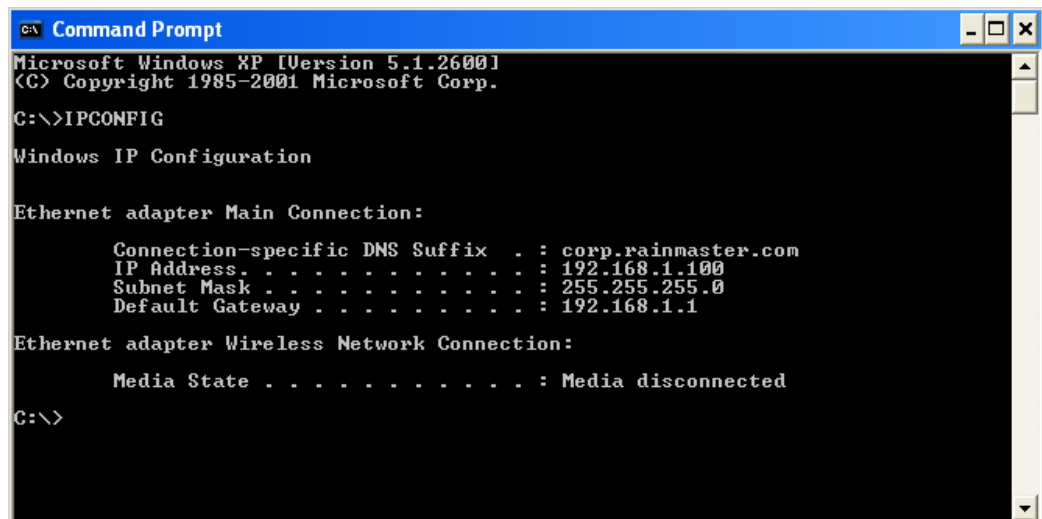 Command Prompt
Microsoft Windows XP [Version 5.1.2600]
(C) Copyright 1985-2001 Microsoft Corp.
C:\>IPCONFIG
Windows IP Configuration
Ethernet adapter Main Connection:
Connection-specific DNS Suffix . : corp.rainmaster.com
IP Address. . . . . . . . . . . . : 192.168.1.100
Subnet Mask . . . . . . . . . . . : 255.255.255.0
Default Gateway . . . . . . . . . : 192.168.1.1
Ethernet adapter Wireless Network Connection:
Media State . . . . . . . . . . . : Media disconnected
C:\>